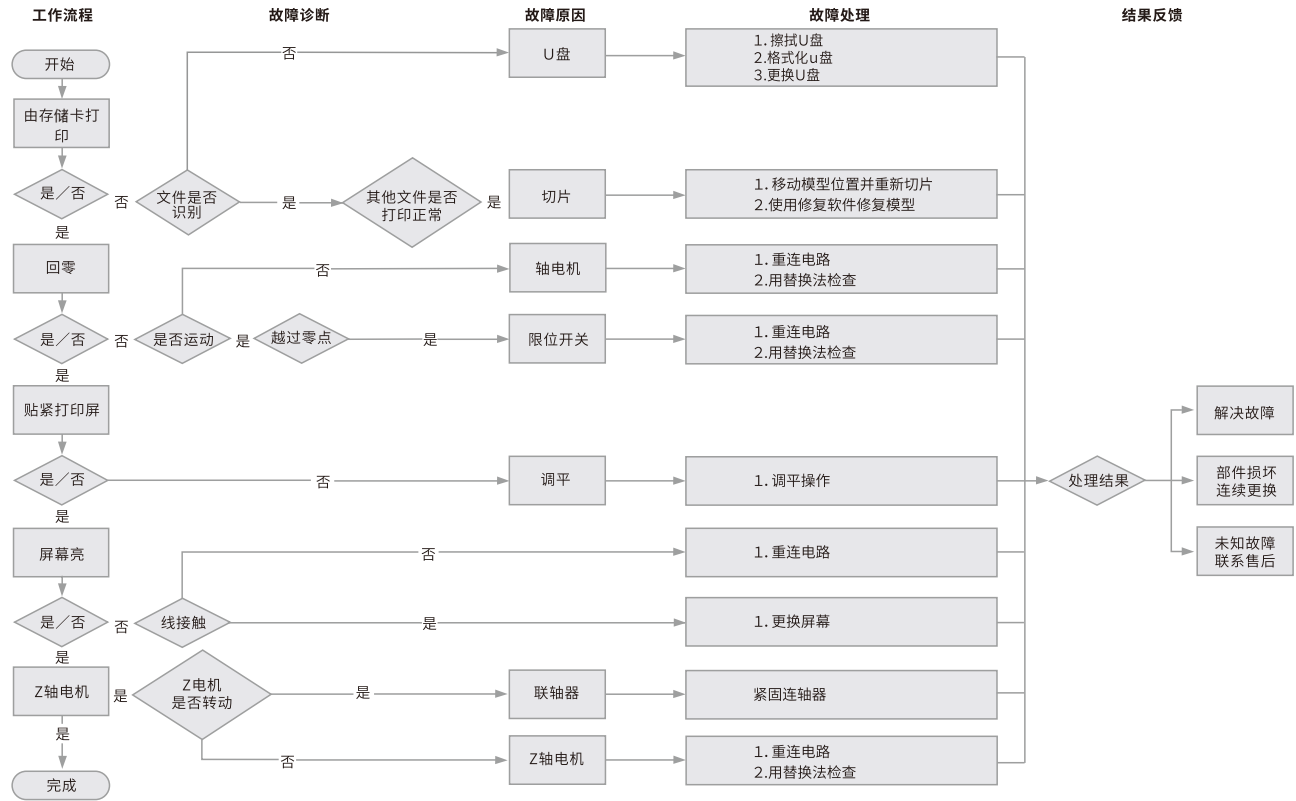 工作流程
故障诊断
故障原因
故障处理
结果反馈
开始
由存储卡打
印
是／否
否
是
文件是否
识别
否
是
其他文件是否
打印正常
是
U盘
1. 擦拭U盘
2.格式化u盘
3.更换U盘
切片
1. 移动模型位置并重新切片
2.使用修复软件修复模型
回零
是／否
否
是
是否运动
否
是
越过零点
是
轴电机
1. 重连电路
2.用替换法检查
限位开关
1. 重连电路
2.用替换法检查
贴紧打印屏
是／否
否
是
调平
1. 调平操作
处理结果
解决故障
部件损坏
连续更换
未知故障
联系售后
屏幕亮
是／否
否
是
线接触
否
是
1. 重连电路
1. 更换屏幕
Z轴电机
是
是
Z电机
是否转动
是
否
联轴器
紧固连轴器
Z轴电机
1. 重连电路
2.用替换法检查
完成